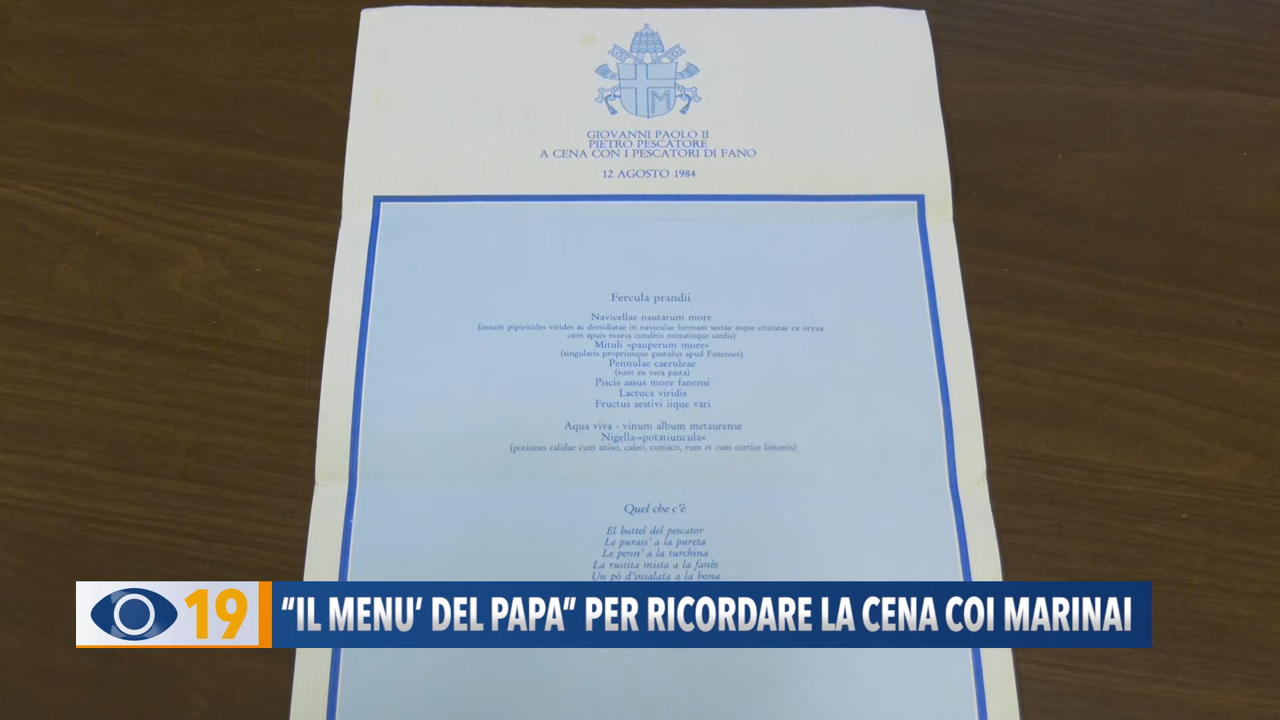 GIOVANNI PAOLO II
PIETRO PESCATORE
A CENA CON I PESCATORI DI FANO
12 AGOSTO 1984
Fercula prandii
Navicellae nautarum more
(insum pipiritides virides ac dimidiatae in naviculae formam sectae atque cristatae ex oryza
cum apuis muria conditis minutisque sardis)
Mituli «pauperum more»
(singularis propriusque gustulus apud Fanenses)
Pennulae caeruleae
(sunt ex vera pasta)
Piscis assus more fanensi
Lactuca viridis
Fructus aestivi iique vari
Aqua viva - vinum album metaurense
Nigella-«potatiuncula»
(potiones calidae cum aniso, cafeo, coniaco, rum et cum cortice limonis)
Quel che c'è
El battel del pescator
Le purass' a la pureta
Le penn' a la turchina
La rustita mista a la fanès
Un pò d'insalata a la bona
19 “IL MENU‘ DEL PAPA“ PER RICORDARE LA CENA COI MARINAI